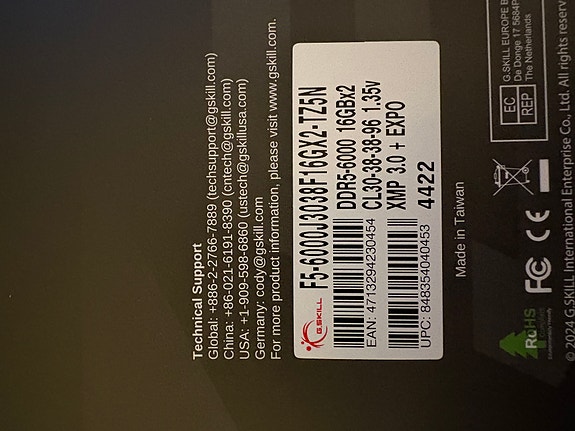 Technical Support
Global: +886-2-2766-7889 (techsupport@gskill.com)
China: +86-021-6191-8390 (cntech@gskill.com)
USA: +1-909-598-6860 (ustech@gskillusa.com)
Germany: cody@gskill.com
For more product information, please visit www.gskill.com.
G.SKILL
F5-6000J3038F16GX2-TZ5N
DDR5-6000 16GBx2
CL30-38-38-96 1.35v
XMP 3.0 + EXPO
EAN: 4713294230454
4422
UPC: 848354040453
Made in Taiwan
EC REP
G.SKILL EUROPE B
De Donge 17 5684P
The Netherlands
RoHS
FC CE
© 2024 G.SKILL International Enterprise Co., Ltd. All rights reserv